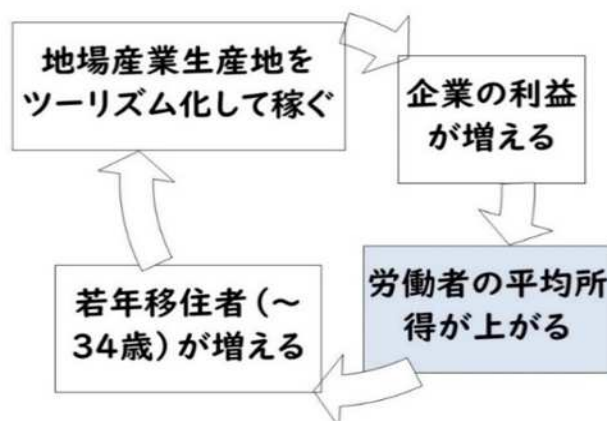 地場産業生産地を
ツーリズム化して稼ぐ
企業の利益
が増える
労働者の平均所
得が上がる
若年移住者(～
34歳)が増える